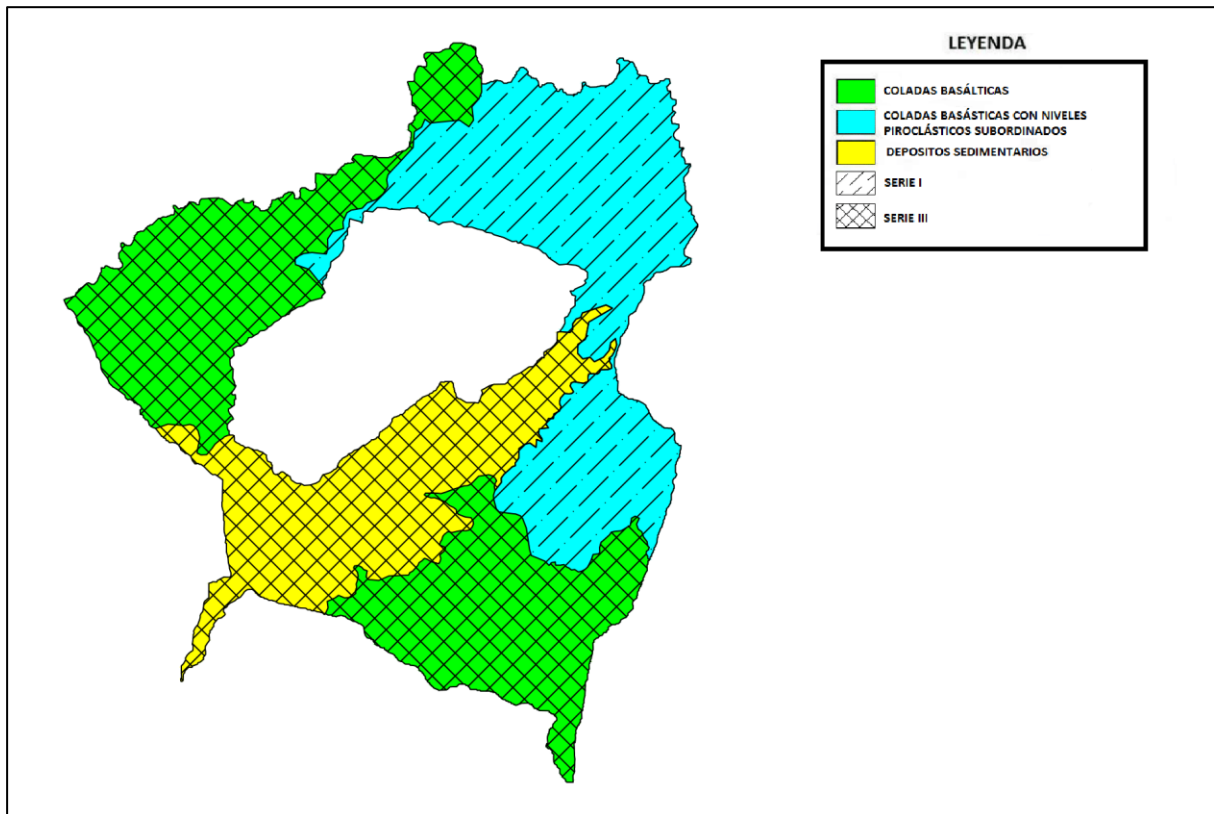 LEYENDA
COLADAS BASÁLTICAS
COLADAS BASÁSTICAS CON NIVELES
PIROCLÁSTICOS SUBORDINADOS
DEPOSITOS SEDIMENTARIOS
SERIE I
SERIE III